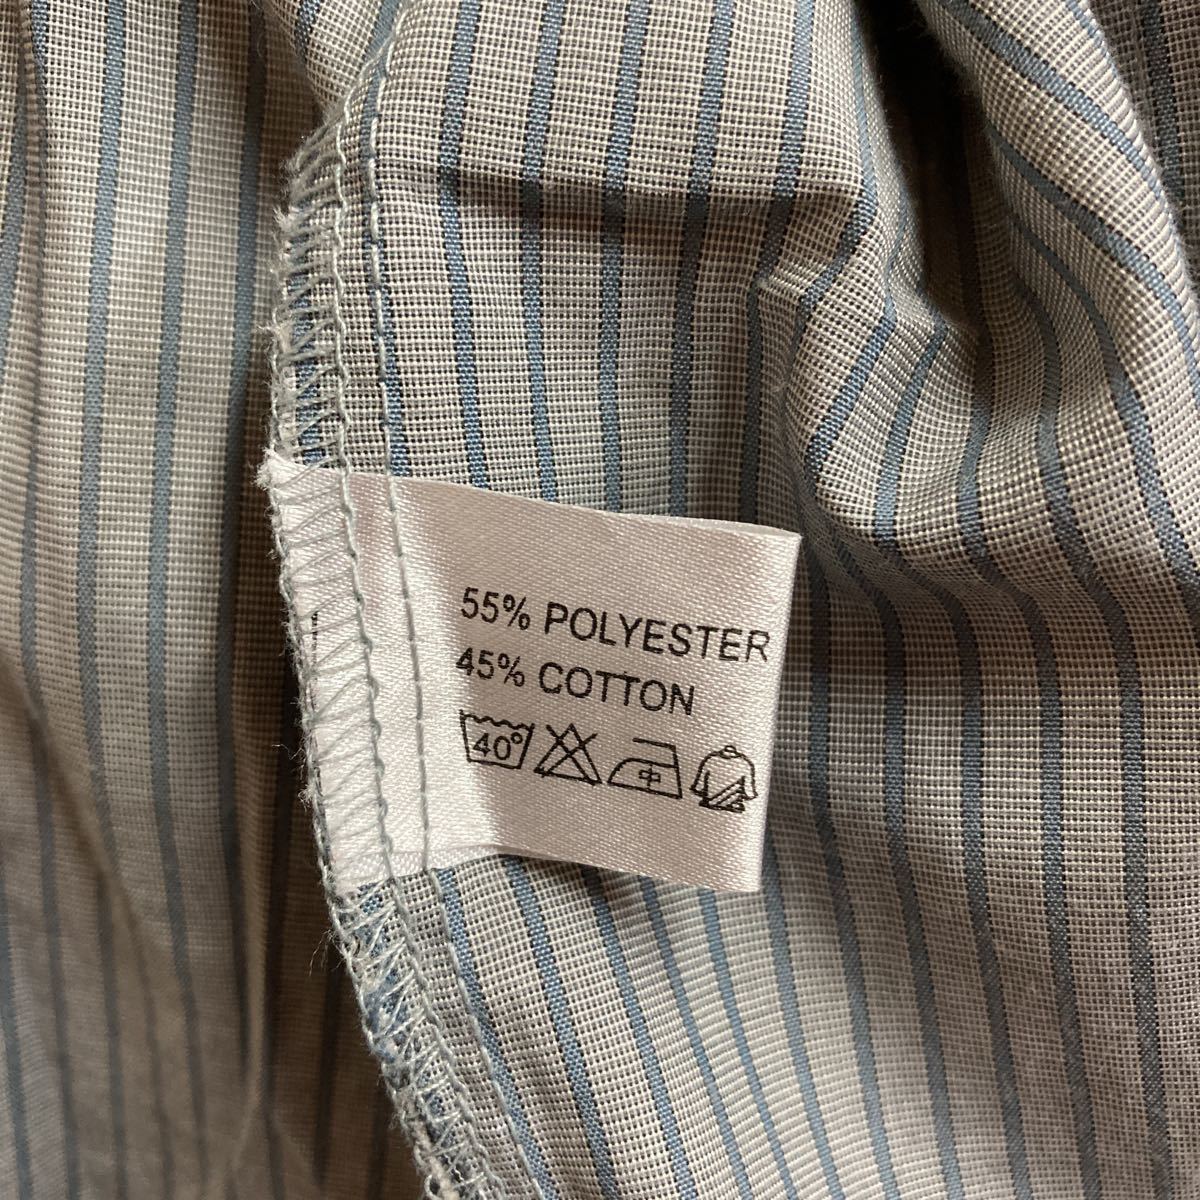 55% POLYESTER
45% COTTON
40° 中